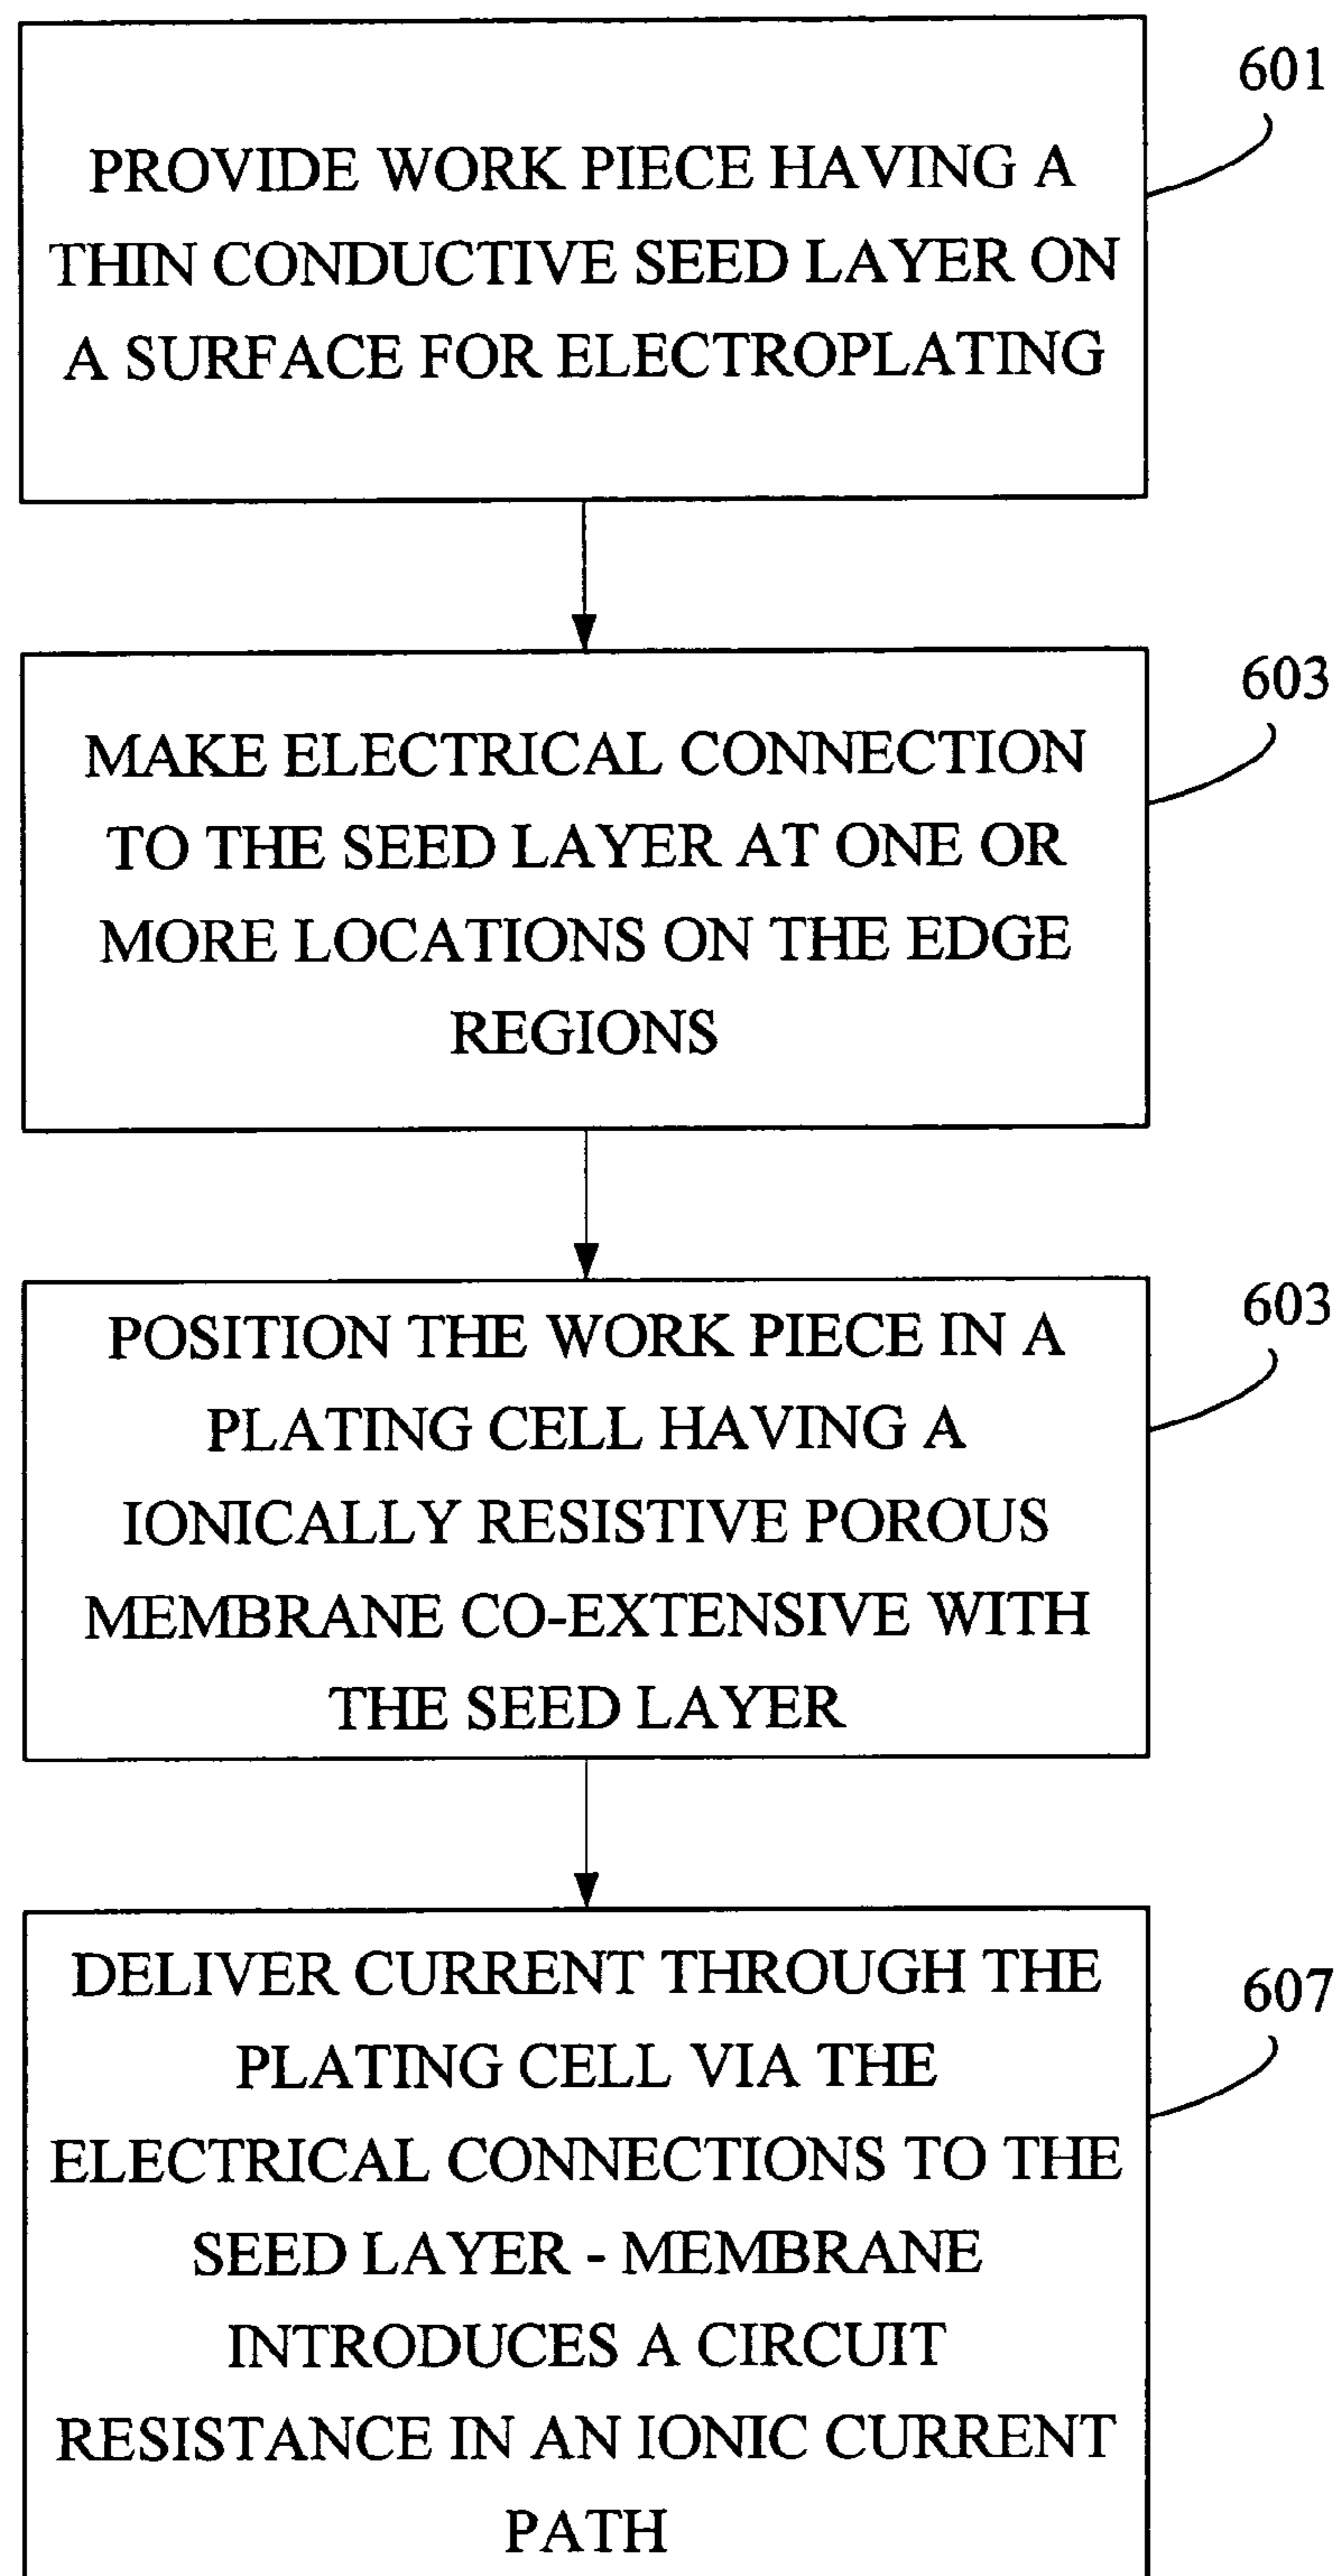 601
PROVIDE WORK PIECE HAVING A
THIN CONDUCTIVE SEED LAYER ON
A SURFACE FOR ELECTROPLATING
603
MAKE ELECTRICAL CONNECTION
TO THE SEED LAYER AT ONE OR
MORE LOCATIONS ON THE EDGE
REGIONS
603
POSITION THE WORK PIECE IN A
PLATING CELL HAVING A
IONICALLY RESISTIVE POROUS
MEMBRANE CO-EXTENSIVE WITH
THE SEED LAYER
607
DELIVER CURRENT THROUGH THE
PLATING CELL VIA THE
ELECTRICAL CONNECTIONS TO THE
SEED LAYER - MEMBRANE
INTRODUCES A CIRCUIT
RESISTANCE IN AN IONIC CURRENT
PATH